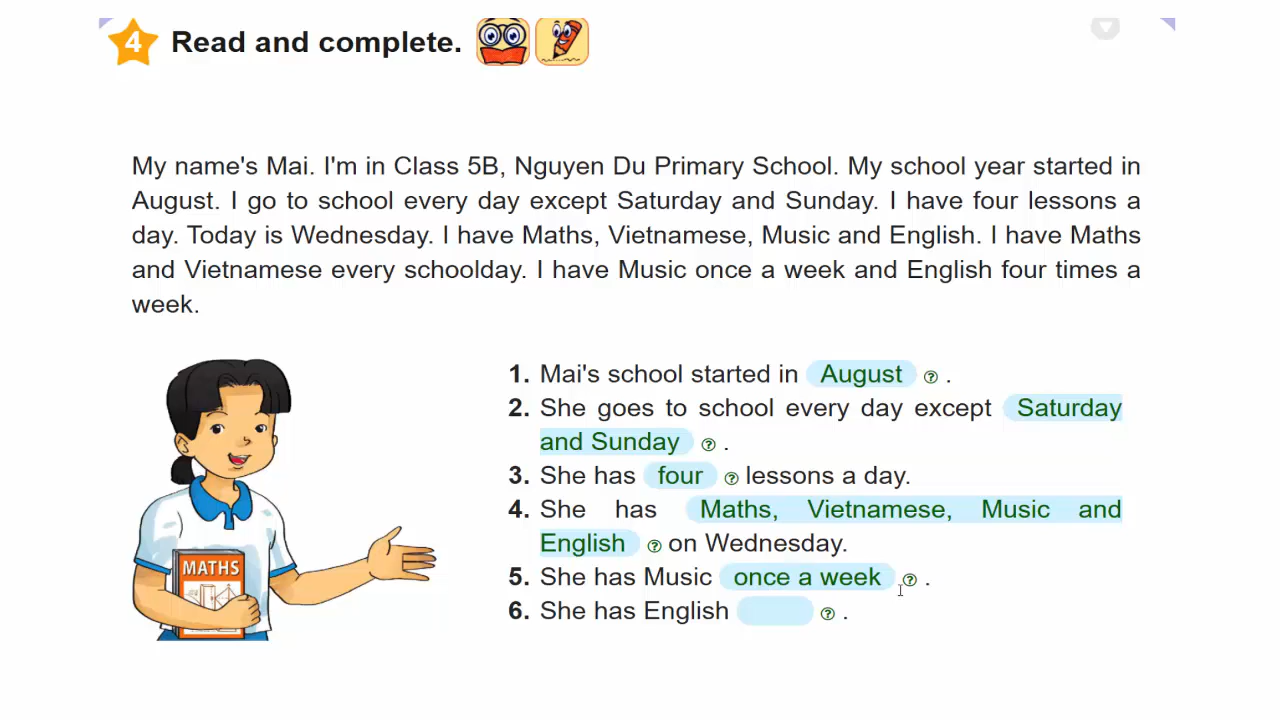 4 Read and complete.
My name's Mai. I'm in Class 5B, Nguyen Du Primary School. My school year started in
August. I go to school every day except Saturday and Sunday. I have four lessons a
day. Today is Wednesday. I have Maths, Vietnamese, Music and English. I have Maths
and Vietnamese every schoolday. I have Music once a week and English four times a
week.
1. Mai's school started in August ? .
2. She goes to school every day except Saturday
and Sunday ? .
3. She has four ? lessons a day.
4. She has Maths, Vietnamese, Music and
English ? on Wednesday.
5. She has Music once a week ? .
6. She has English ? .
MATHS